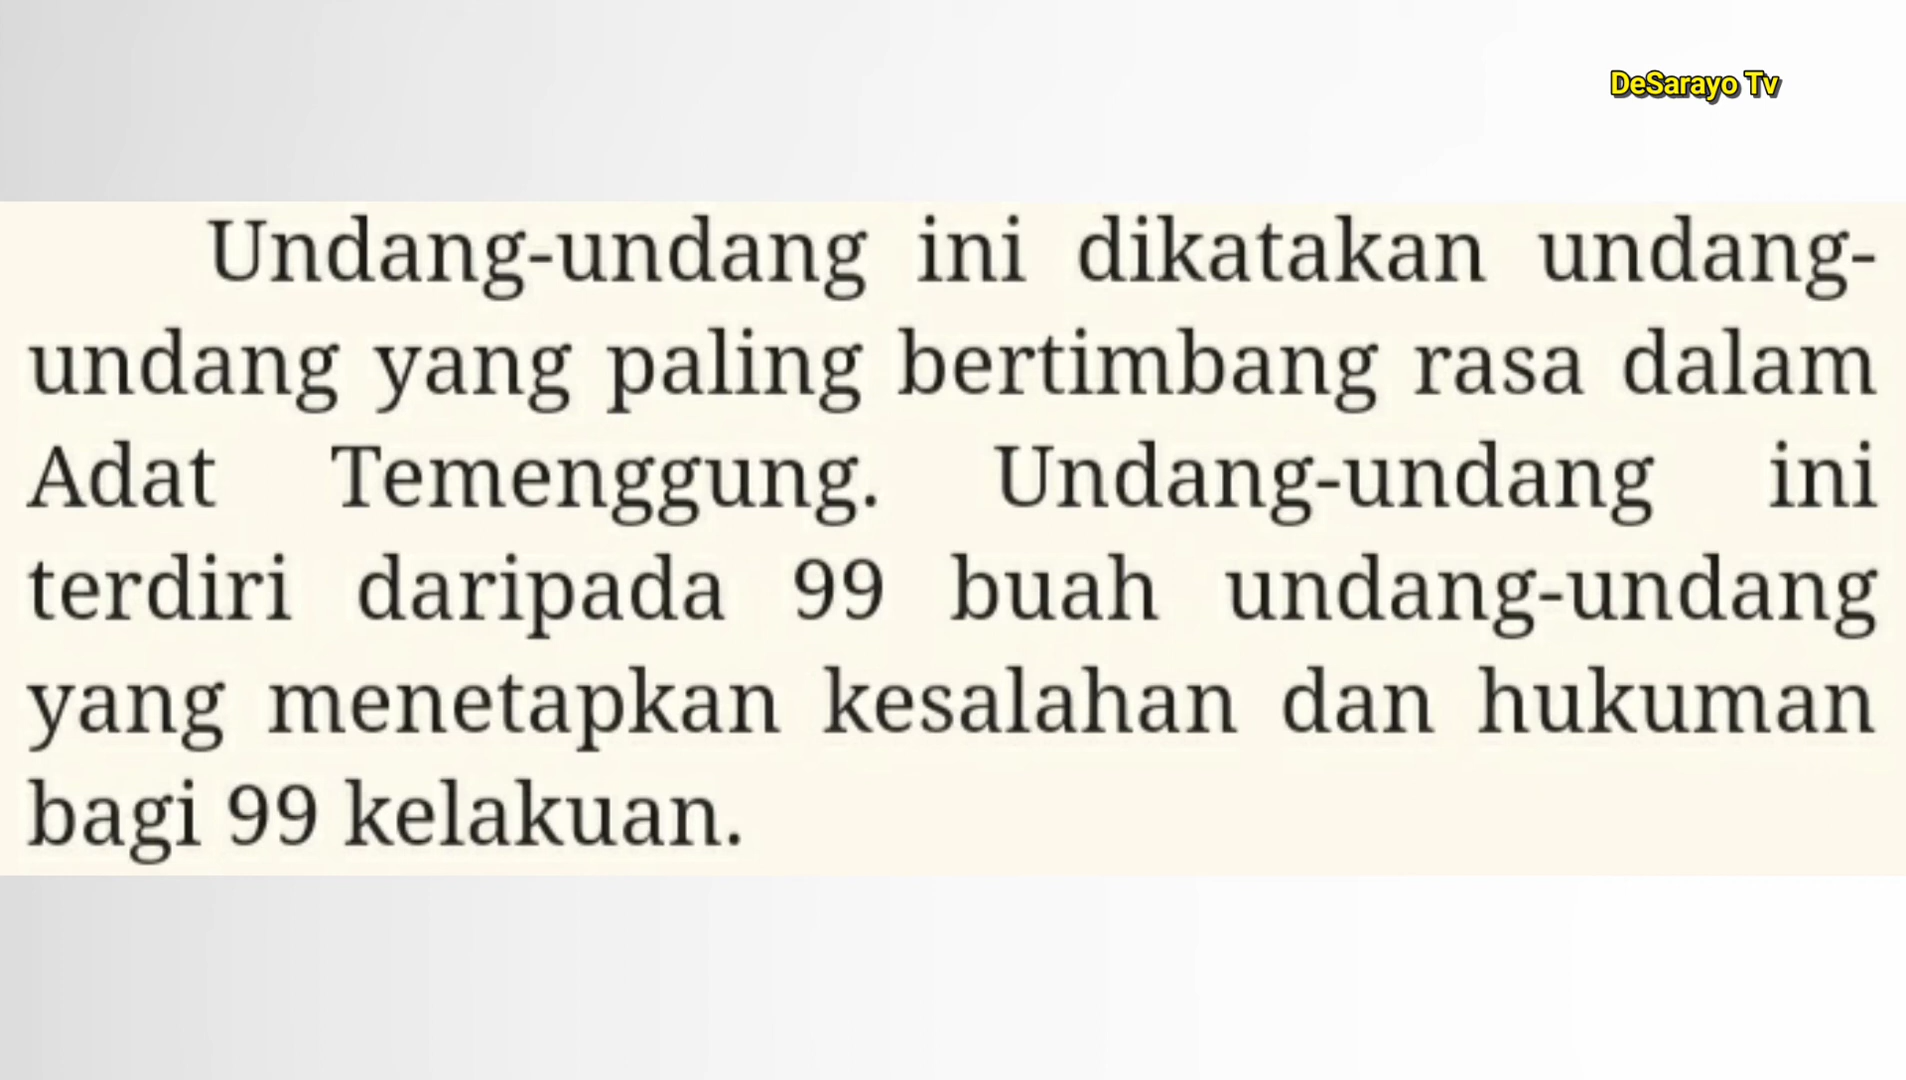 DeSarayo Tv
Undang-undang ini dikatakan undang-
undang yang paling bertimbang rasa dalam
Adat Temenggung. Undang-undang ini
terdiri daripada 99 buah undang-undang
yang menetapkan kesalahan dan hukuman
bagi 99 kelakuan.